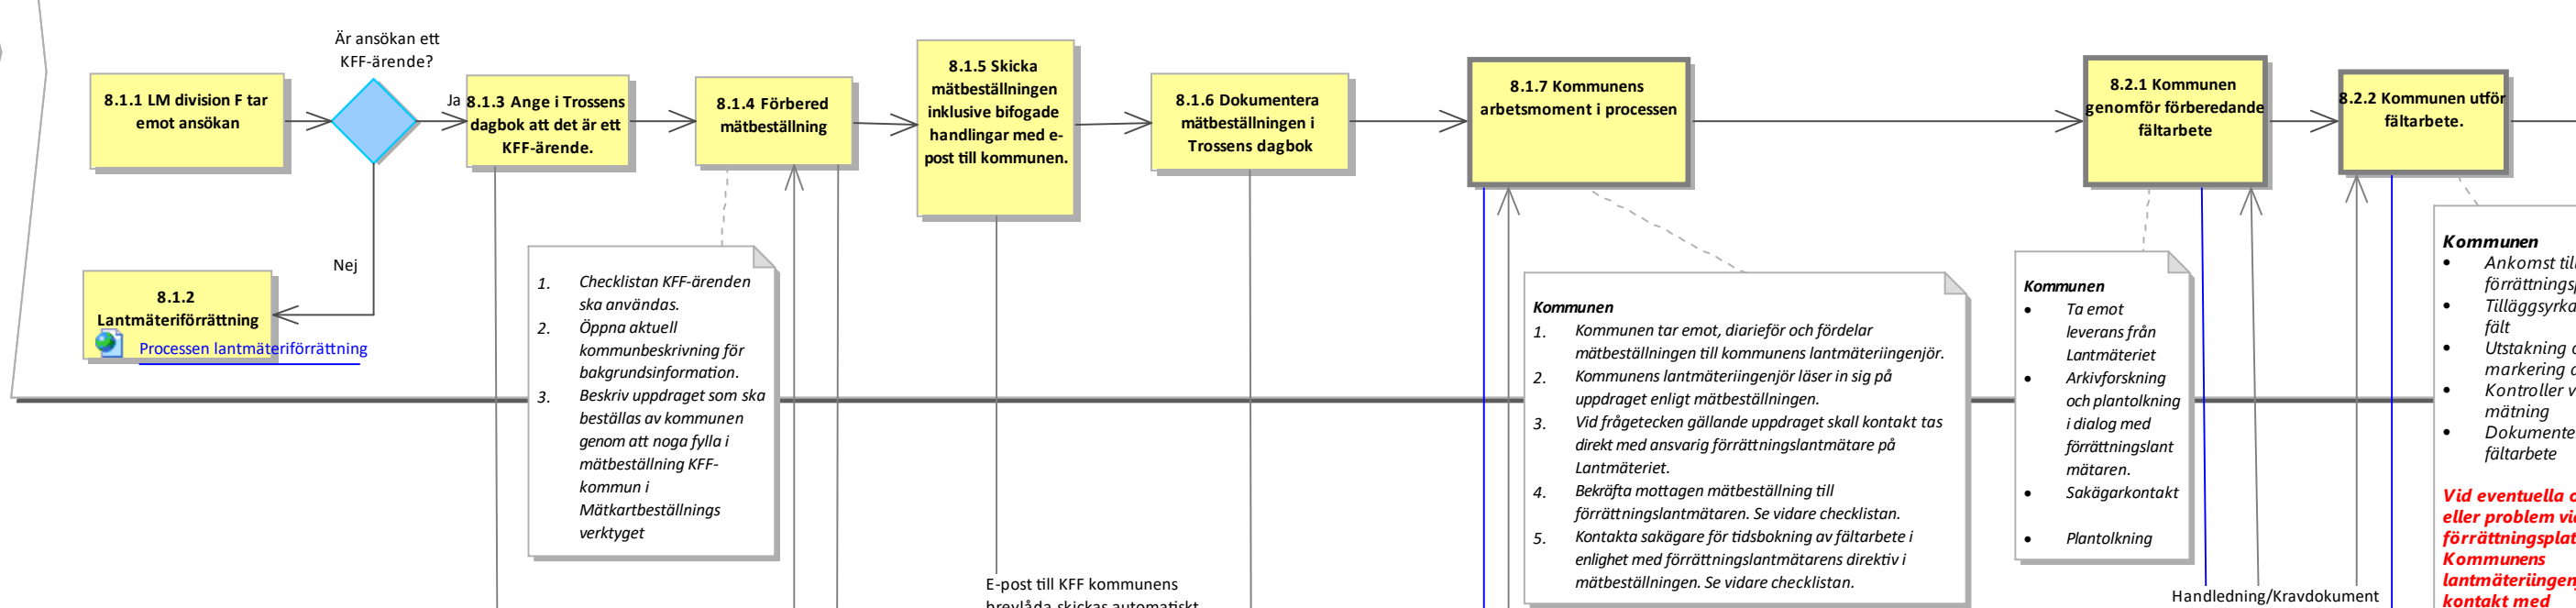 Är ansökan ett
KFF-ärende?
8.1.1 LM division F tar
emot ansökan
Ja
Nej
8.1.2
Lantmäteriförrättning
Processen lantmäteriförrättning
8.1.3 Ange i Trossens
dagbok att det är ett
KFF-ärende.
8.1.4 Förbered
mätbeställning
1. Checklistan KFF-ärenden
ska användas.
2. Öppna aktuell
kommunbeskrivning för
bakgrundsinformation.
3. Beskriv uppdraget som ska
beställas av kommunen
genom att noga fylla i
mätbeställning KFF-
kommun i
Mätkartbeställnings
verktyget
8.1.5 Skicka
mätbeställningen
inklusive bifogade
handlingar med e-
post till kommunen.
E-post till KFF kommunens
brevlåda skickas automatiskt
8.1.6 Dokumentera
mätbeställningen i
Trossens dagbok
8.1.7 Kommunens
arbetsmoment i processen
Kommunen
1. Kommunen tar emot, diarieför och fördelar
mätbeställningen till kommunens lantmäteriingenjör.
2. Kommunens lantmäteriingenjör läser in sig på
uppdraget enligt mätbeställningen.
3. Vid frågetecken gällande uppdraget skall kontakt tas
direkt med ansvarig förrättningslantmätare på
Lantmäteriet.
4. Bekräfta mottagen mätbeställning till
förrättningslantmätaren. Se vidare checklistan.
5. Kontakta sakägare för tidsbokning av fältarbete i
enlighet med förrättningslantmätarens direktiv i
mätbeställningen. Se vidare checklistan.
8.2.1 Kommunen
genomför förberedande
fältarbete
Kommunen
• Ta emot
leverans från
Lantmäteriet
• Arkivforskning
och plantolkning
i dialog med
förrättningslant
mätaren.
• Sakägarkontakt
• Plantolkning
Handledning/Kravdokument
8.2.2 Kommunen utför
fältarbete.
Kommunen
• Ankomst til
förrättnings
• Tilläggsyrka
fält
• Utstakning
markering
• Kontroller v
mätning
• Dokumente
fältarbete
Vid eventuella
eller problem vi
förrättningsplat
Kommunens
lantmäteriingen
kontakt med